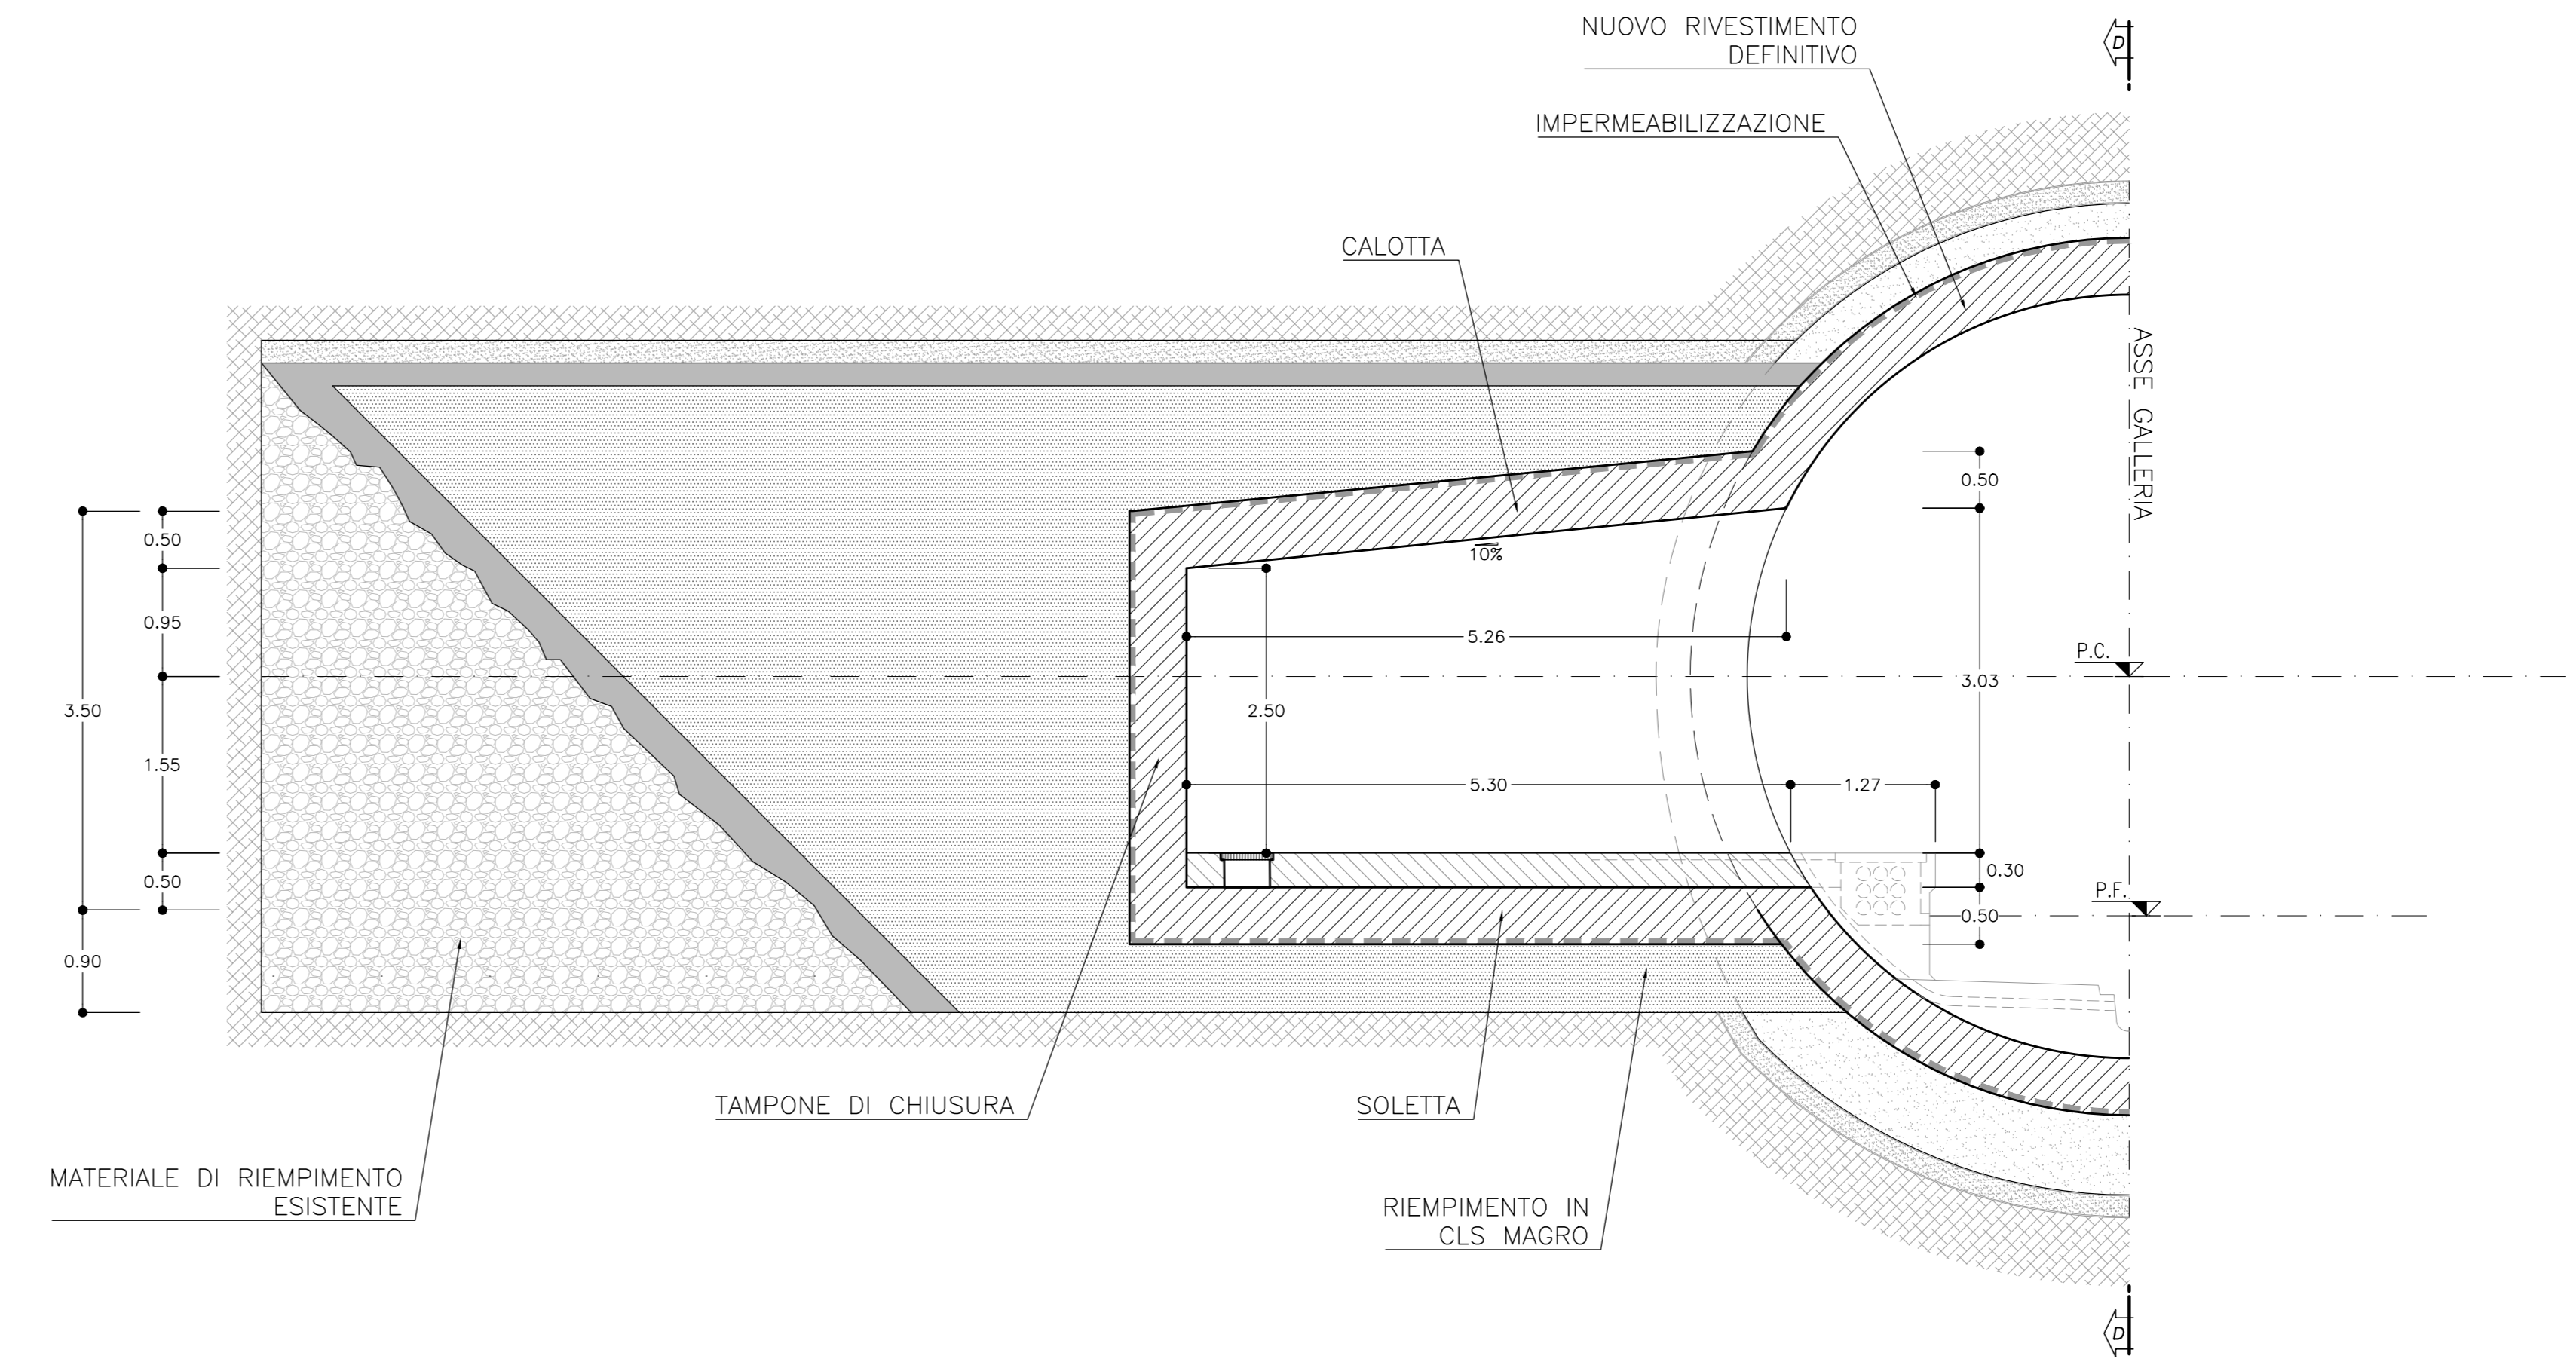 NUOVO RIVESTIMENTO
DEFINITIVO
D
IMPERMEABILIZZAZIONE
CALOTTA
ASSE GALLERIA
0.50
0.50
10%
0.95
5.26
P.C.
3.03
3.50
2.50
1.55
5.30
1.27
0.30
0.50
P.F.
0.50
0.90
TAMPONE DI CHIUSURA
SOLETTA
MATERIALE DI RIEMPIMENTO
ESISTENTE
RIEMPIMENTO IN
CLS MAGRO
D